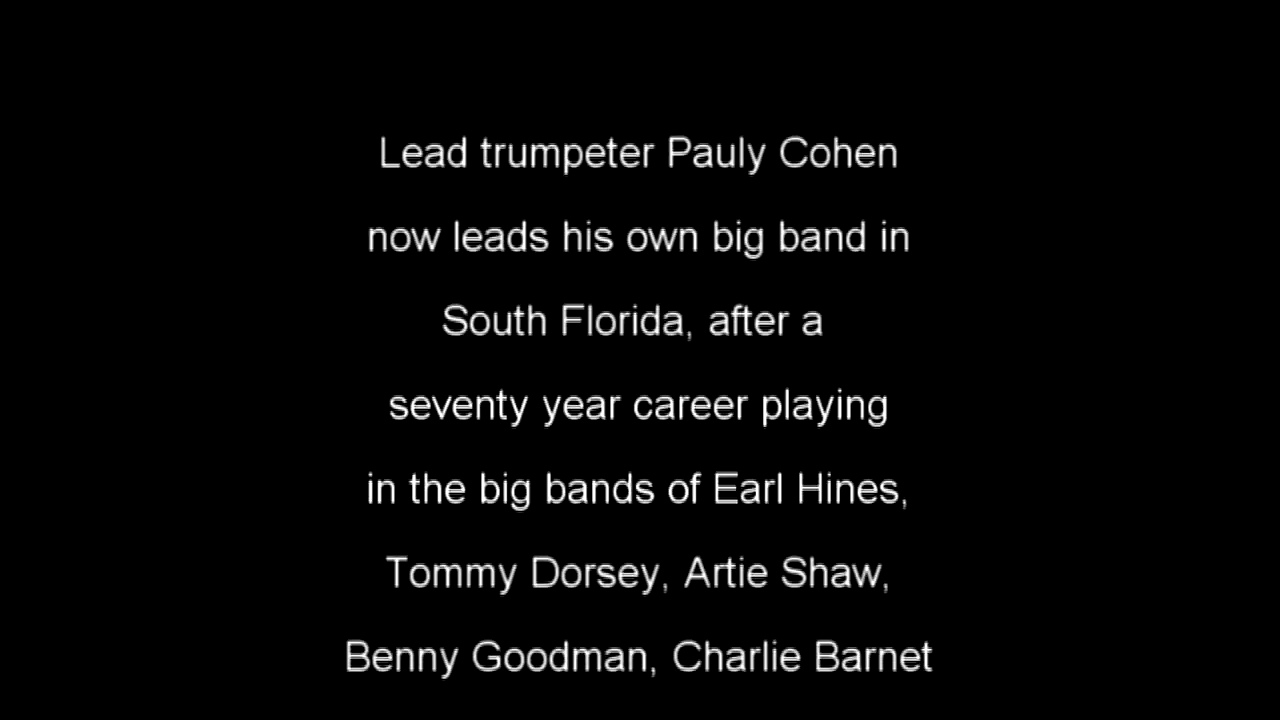 Lead trumpeter Pauly Cohen
now leads his own big band in
South Florida, after a
seventy year career playing
in the big bands of Earl Hines,
Tommy Dorsey, Artie Shaw,
Benny Goodman, Charlie Barnet